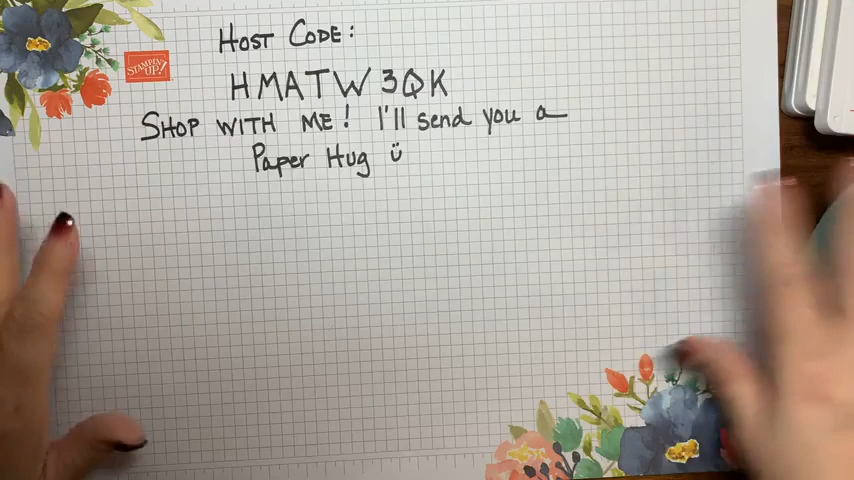 HOST CODE:
STAMPIN' UP!
HMATW3QK
SHOP WITH ME! I'll send you a
Paper Hug ü